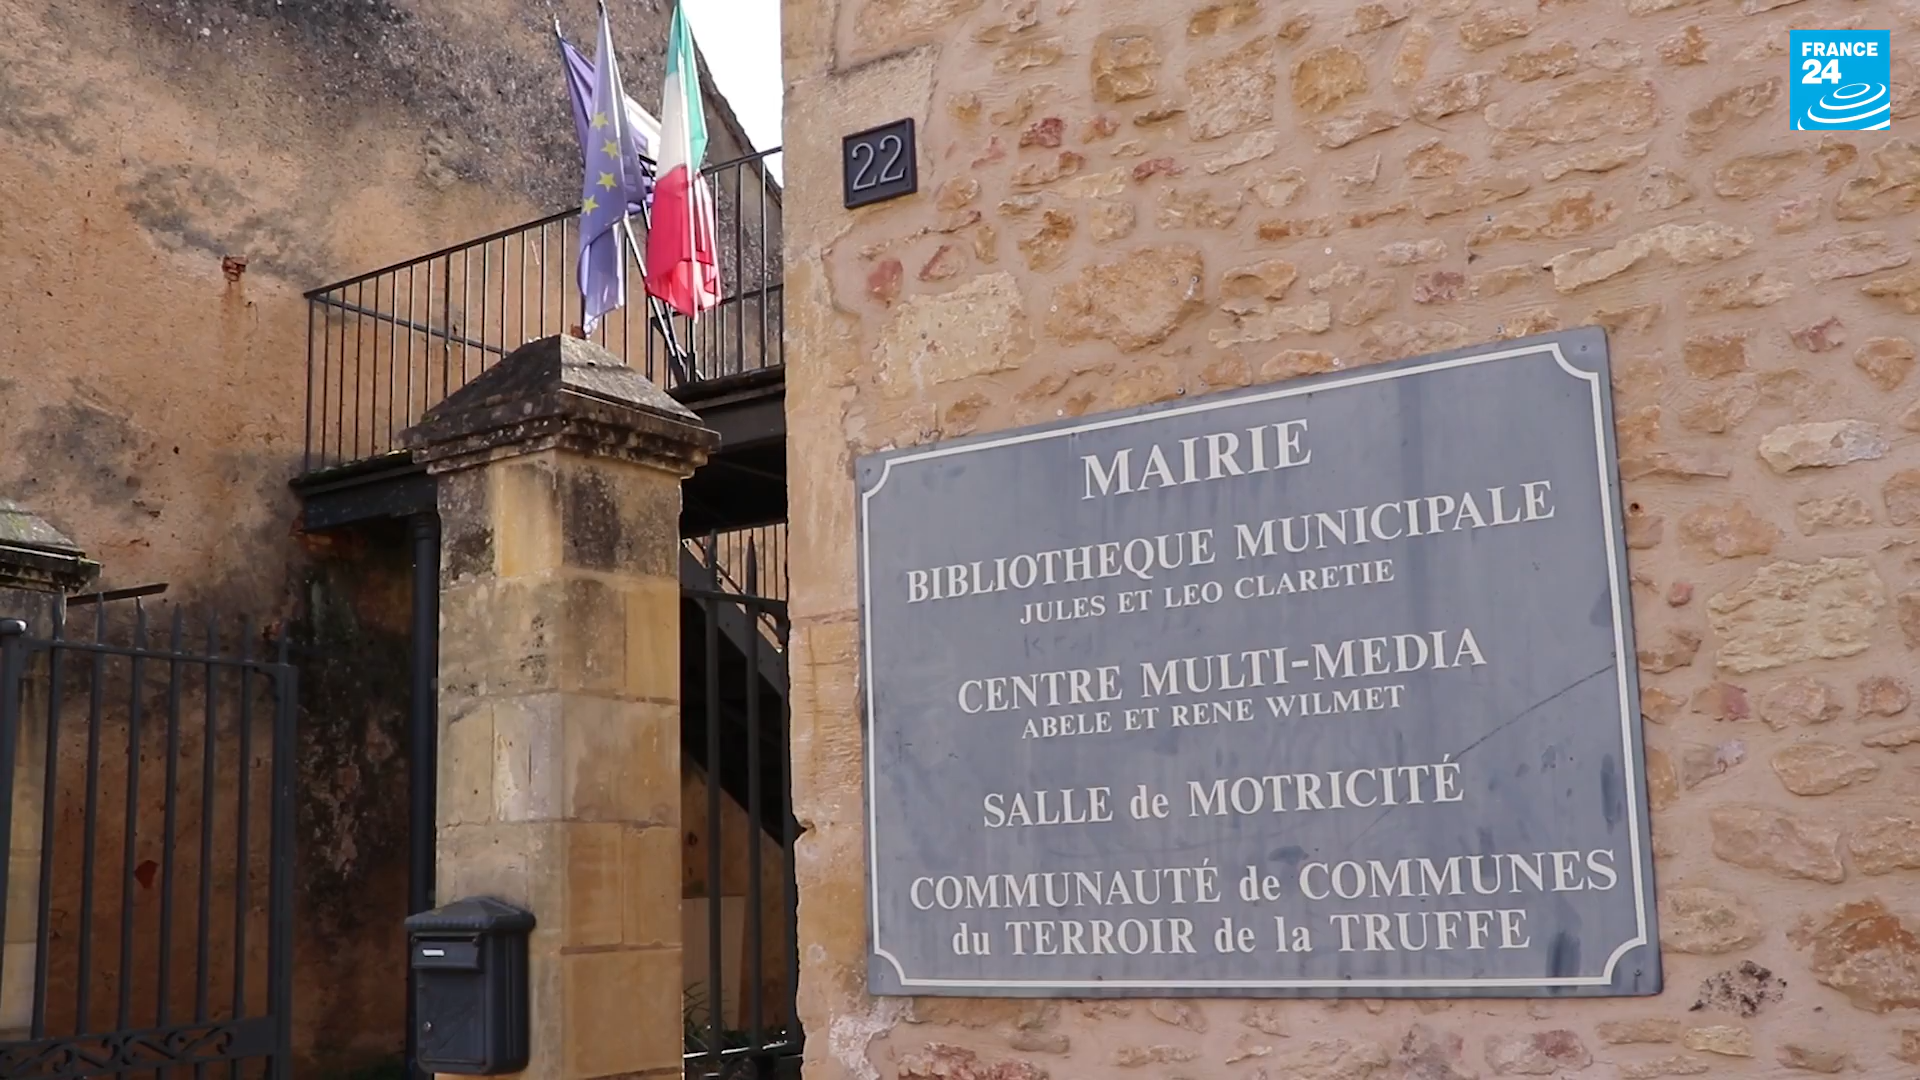 FRANCE
24
22
MAIRIE
BIBLIOTHEQUE MUNICIPALE
JULES ET LEO CLARETIE
CENTRE MULTI-MEDIA
ABELE ET RENE WILMET
SALLE de MOTRICITÉ
COMMUNAUTÉ de COMMUNES
du TERROIR de la TRUFFE